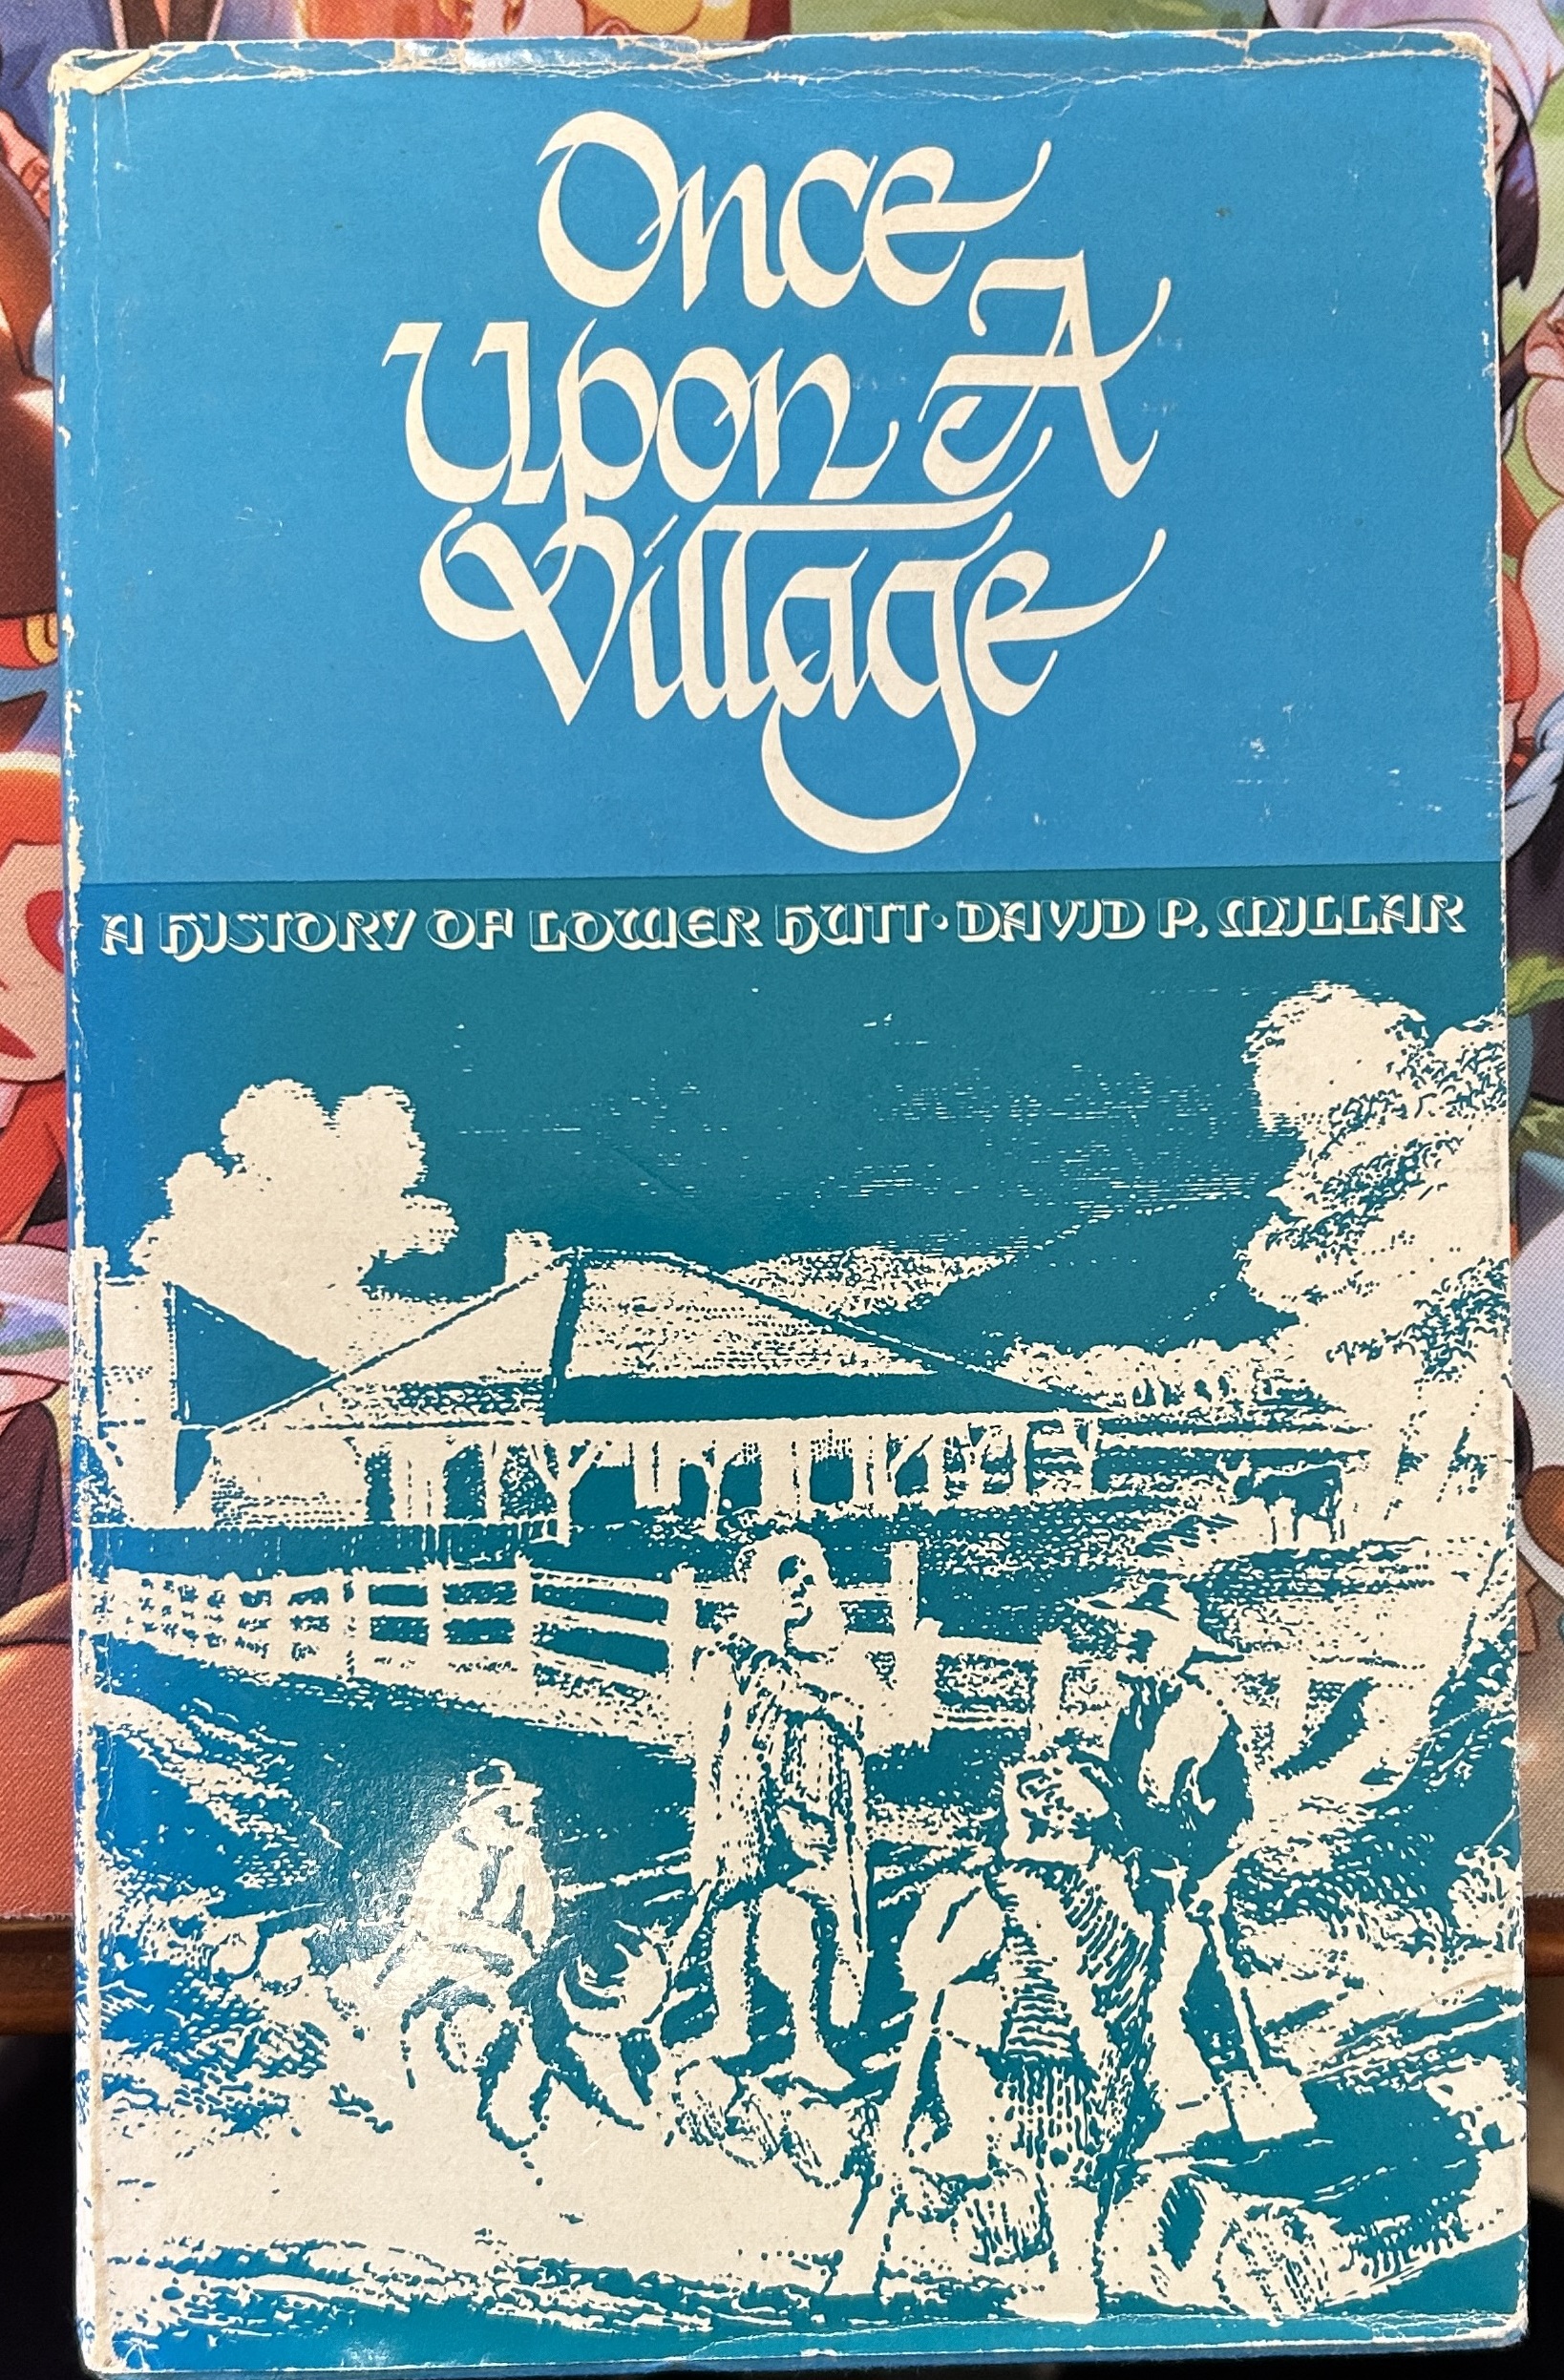 Once
Upon A
Village
A HISTORY OF LOWER HUTT · DAVID P. MILLAR